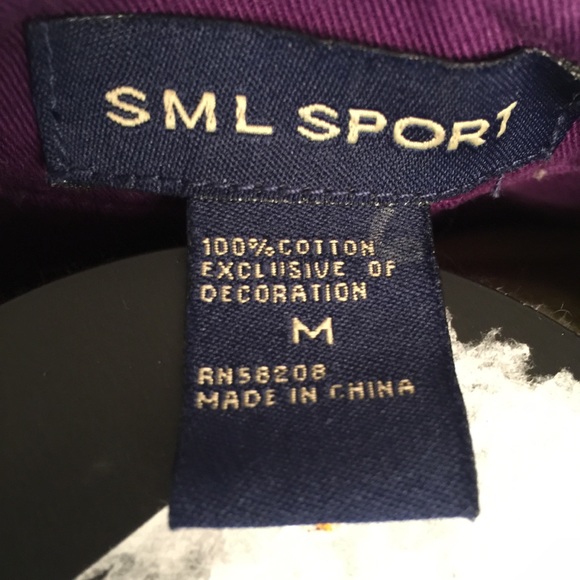 SML SPORT
100% COTTON
EXCLUSIVE OF
DECORATION
M
RN58208
MADE IN CHINA